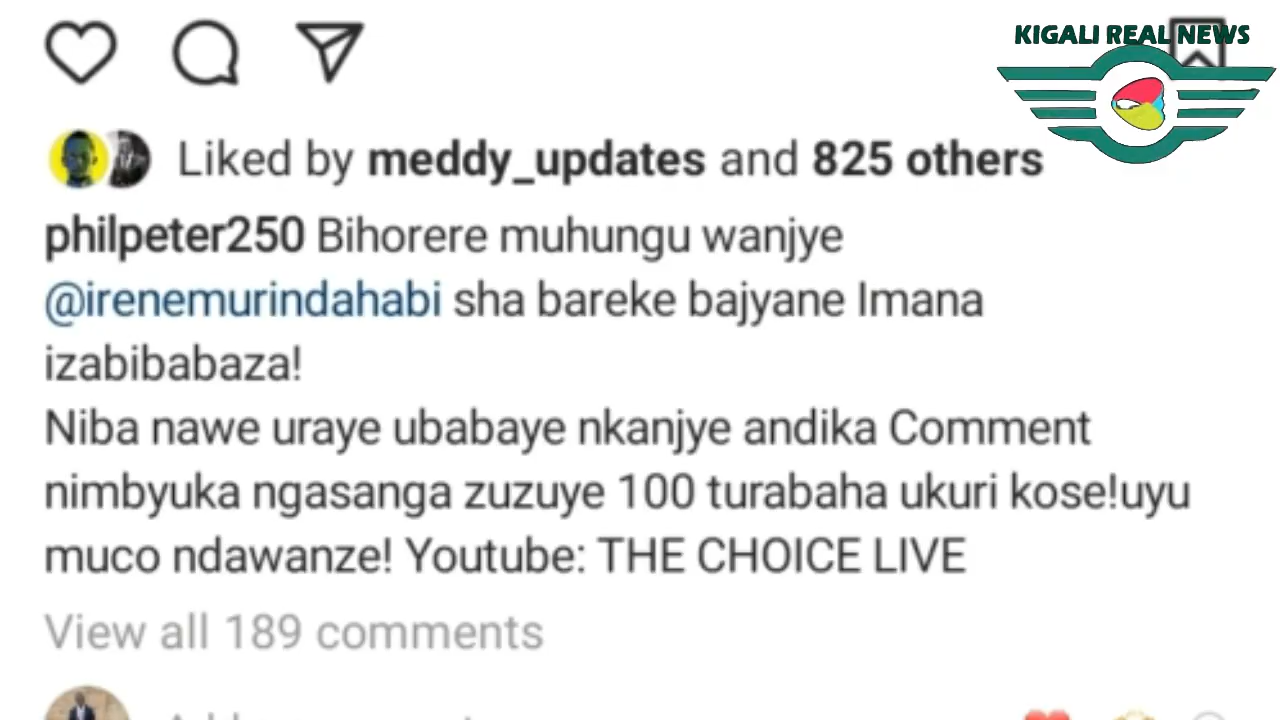 KIGALI REAL NEWS
Liked by meddy_updates and 825 others
philpeter250 Bihorere muhungu wanjye
@irenemurindahabi sha bareke bajyane Imana
izabibabaza!
Niba nawe uraye ubabaye nkanjye andika Comment
nimbyuka ngasanga zuzuye 100 turabaha ukuri kose!uyu
muco ndawanze! Youtube: THE CHOICE LIVE
View all 189 comments